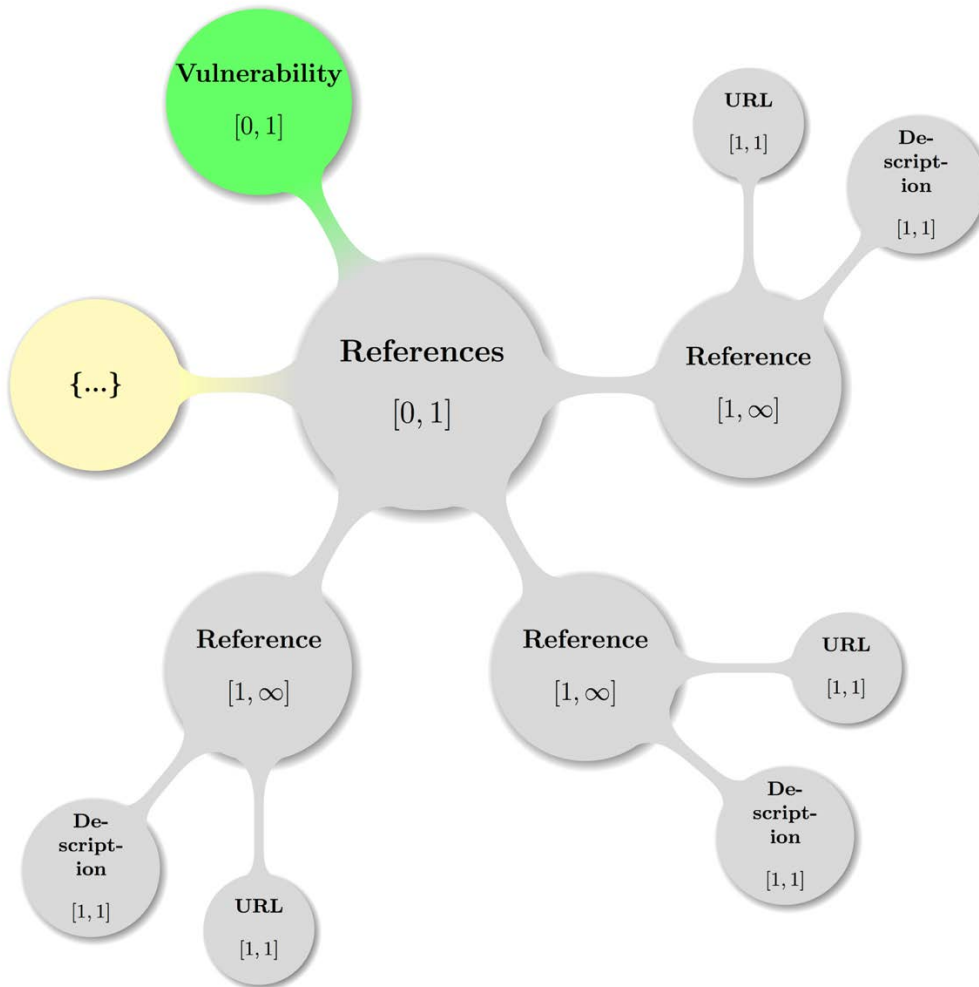 Vulnerability
[0, 1]
URL
[1, 1]
De-
script-
ion
[1, 1]
{...}
References
[0, 1]
Reference
[1, ∞]
Reference
[1, ∞]
Reference
[1, ∞]
URL
[1, 1]
De-
script-
ion
[1, 1]
De-
script-
ion
[1, 1]
URL
[1, 1]